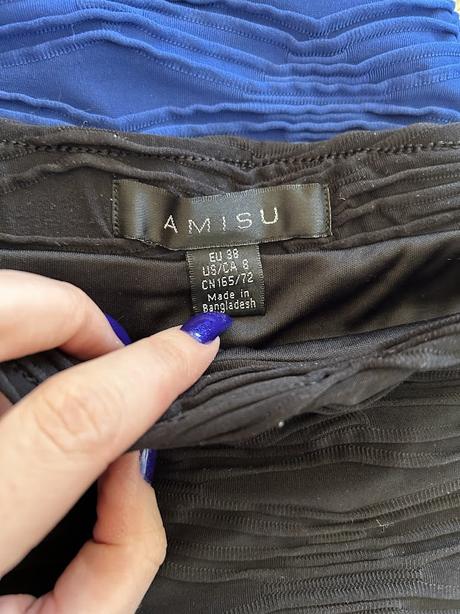 AMISU
EU 38
US/CA 8
CN165/72
Made in
Bangladesh